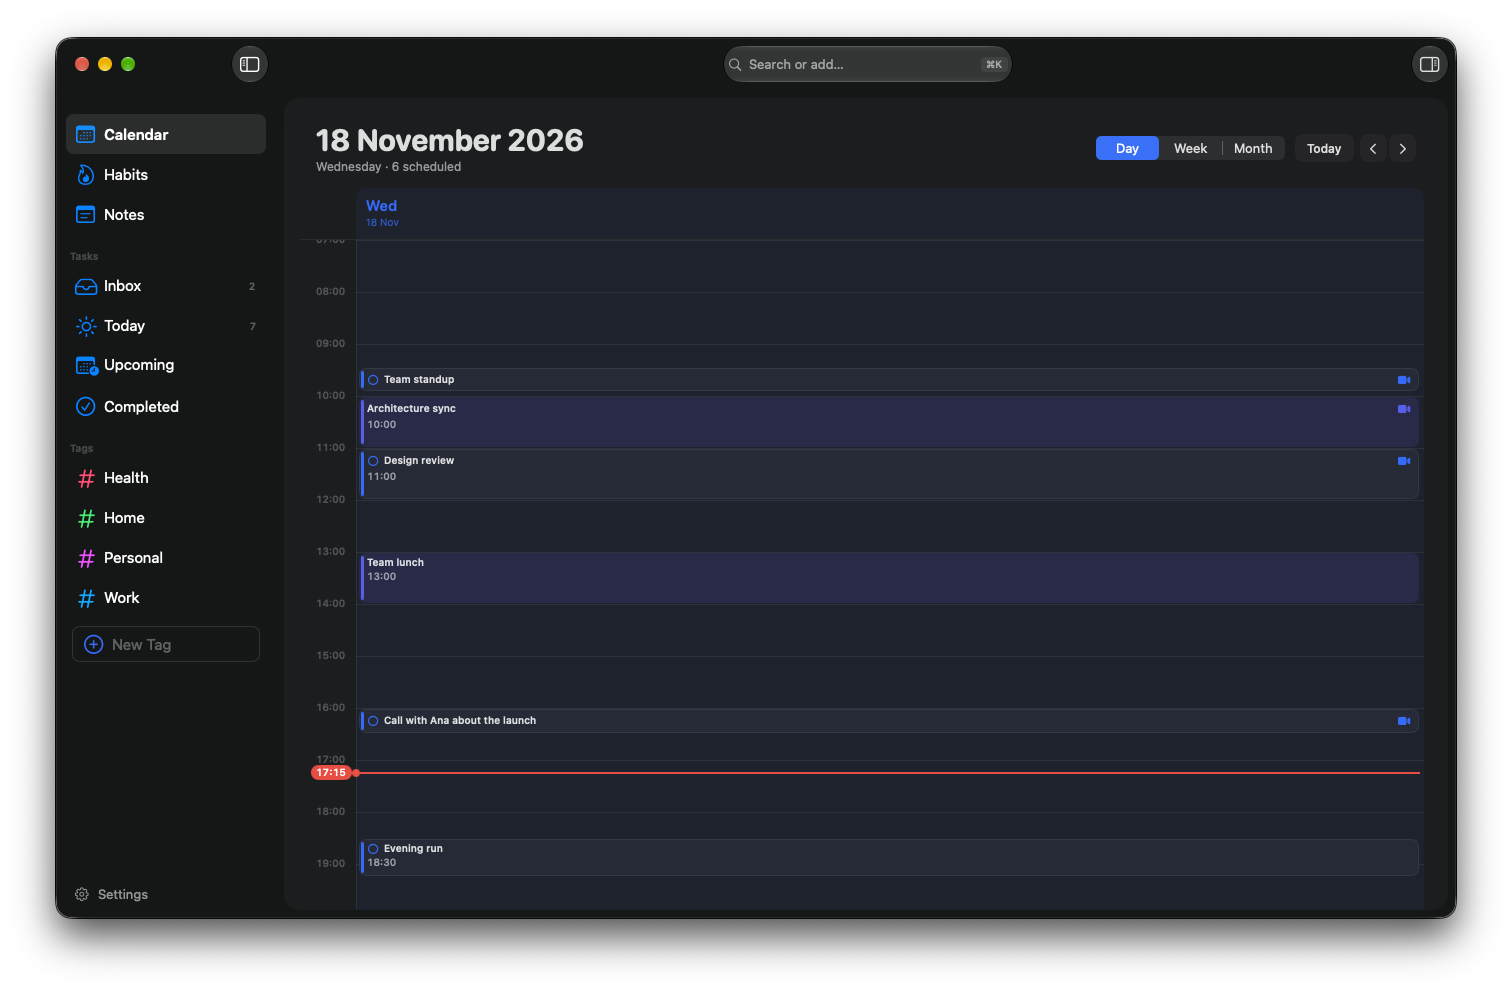 Search or add...
⌘K
Calendar
Habits
Notes
Tasks
Inbox
2
Today
7
Upcoming
Completed
Tags
Health
Home
Personal
Work
New Tag
Settings
18 November 2026
Wednesday · 6 scheduled
Day
Week
Month
Today
Wed
18 Nov
07:00
08:00
09:00
Team standup
10:00
Architecture sync
10:00
11:00
Design review
11:00
12:00
13:00
Team lunch
13:00
14:00
15:00
16:00
Call with Ana about the launch
17:00
17:15
18:00
Evening run
18:30
19:00